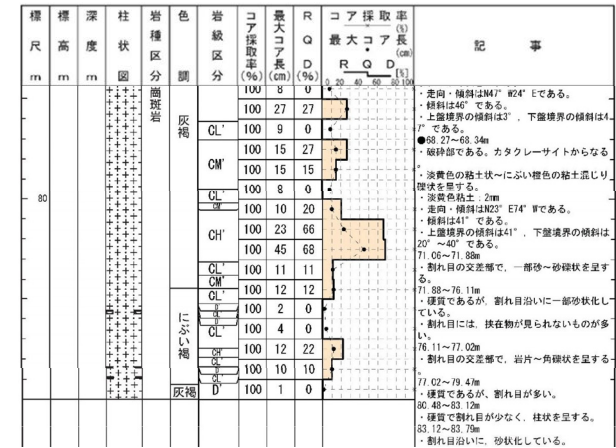 標尺 m
標高 m
深度 m
柱状図
岩種区分
色調
岩級区分
コア採取率 (%)
最大コア長 (cm)
RQD (%)
コア採取率 (%)
最大コア長 (cm)
RQD [%]
0 20 40 60 80 100
記事
80
崗斑岩
灰褐
にぶい褐
灰褐
100 8 0
100 27 27
CL' 100 9 0
CM' 100 15 27
100 15 15
CL' 100 8 0
CM' 100 10 20
CH' 100 23 66
100 45 68
CL' 100 11 11
CM' 100 12 12
CL'
D' 100 2 0
CL'
D'
CL' 100 4 0
CH' 100 12 22
CL'
D' 100 10 10
CL'
D' 100 1 0
・走向・傾斜はN47°W24°Eである。
・傾斜は46°である。
・上盤境界の傾斜は3°，下盤境界の傾斜は4
7°である。
●68.27～68.34m
・破砕部である。カタクレーサイトからなる
。
・淡黄色の粘土状～にぶい橙色の粘土混じり
礫状を呈する。
・淡黄色粘土：2mm
・走向・傾斜はN23°E74°Wである。
・傾斜は41°である。
・上盤境界の傾斜は41°，下盤境界の傾斜は
20°～40°である。
71.06～71.88m
・割れ目の交差部で，一部砂～砂礫状を呈す
る。
71.88～76.11m
・硬質であるが，割れ目沿いに一部砂状化し
ている。
・割れ目には，挟在物が見られないものが多
い。
76.11～77.02m
・割れ目の交差部で，岩片～角礫状を呈す
る。
77.02～79.47m
・硬質であるが，割れ目が多い。
80.48～83.12m
・硬質で割れ目が少なく，柱状を呈する。
83.12～83.79m
・割れ目沿いに，砂状化している。